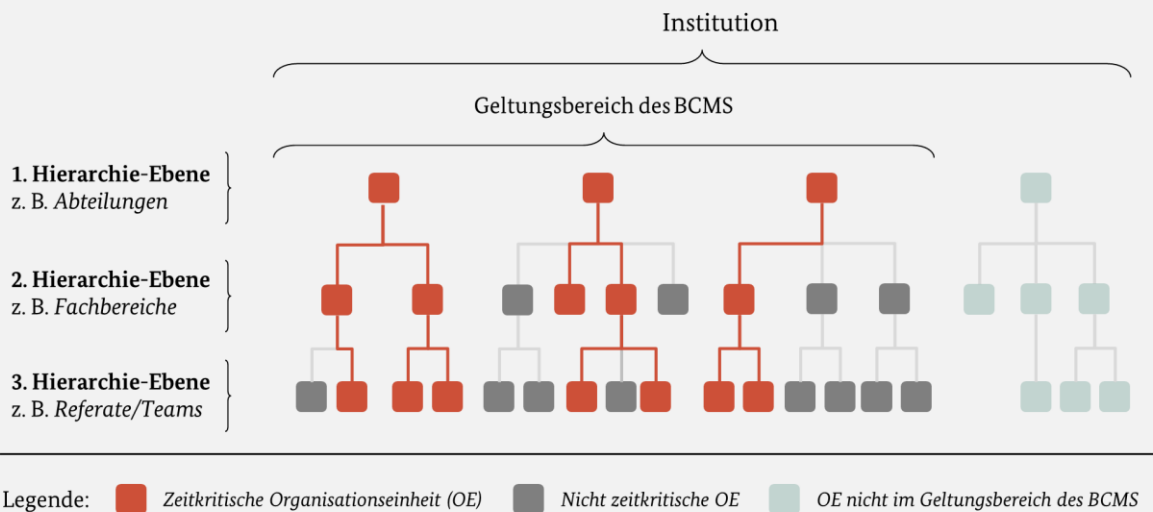 Institution
Geltungsbereich des BCMS
1. Hierarchie-Ebene
z. B. Abteilungen
2. Hierarchie-Ebene
z. B. Fachbereiche
3. Hierarchie-Ebene
z. B. Referate/Teams
Legende: Zeitkritische Organisationseinheit (OE) Nicht zeitkritische OE OE nicht im Geltungsbereich des BCMS